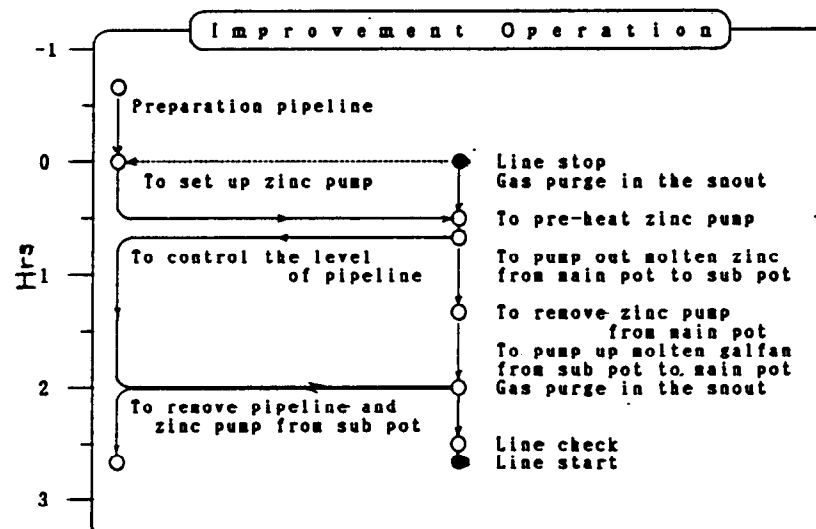 Improvement Operation
-1
Preparation pipeline
0
Line stop
To set up zinc pump
Gas purge in the snout
To pre-heat zinc pump
To control the level
of pipeline
To pump out molten zinc
from main pot to sub pot
Hrs
1
To remove zinc pump
from main pot
To pump up molten galfan
from sub pot to main pot
2
Gas purge in the snout
To remove pipeline and
zinc pump from sub pot
Line check
Line start
3